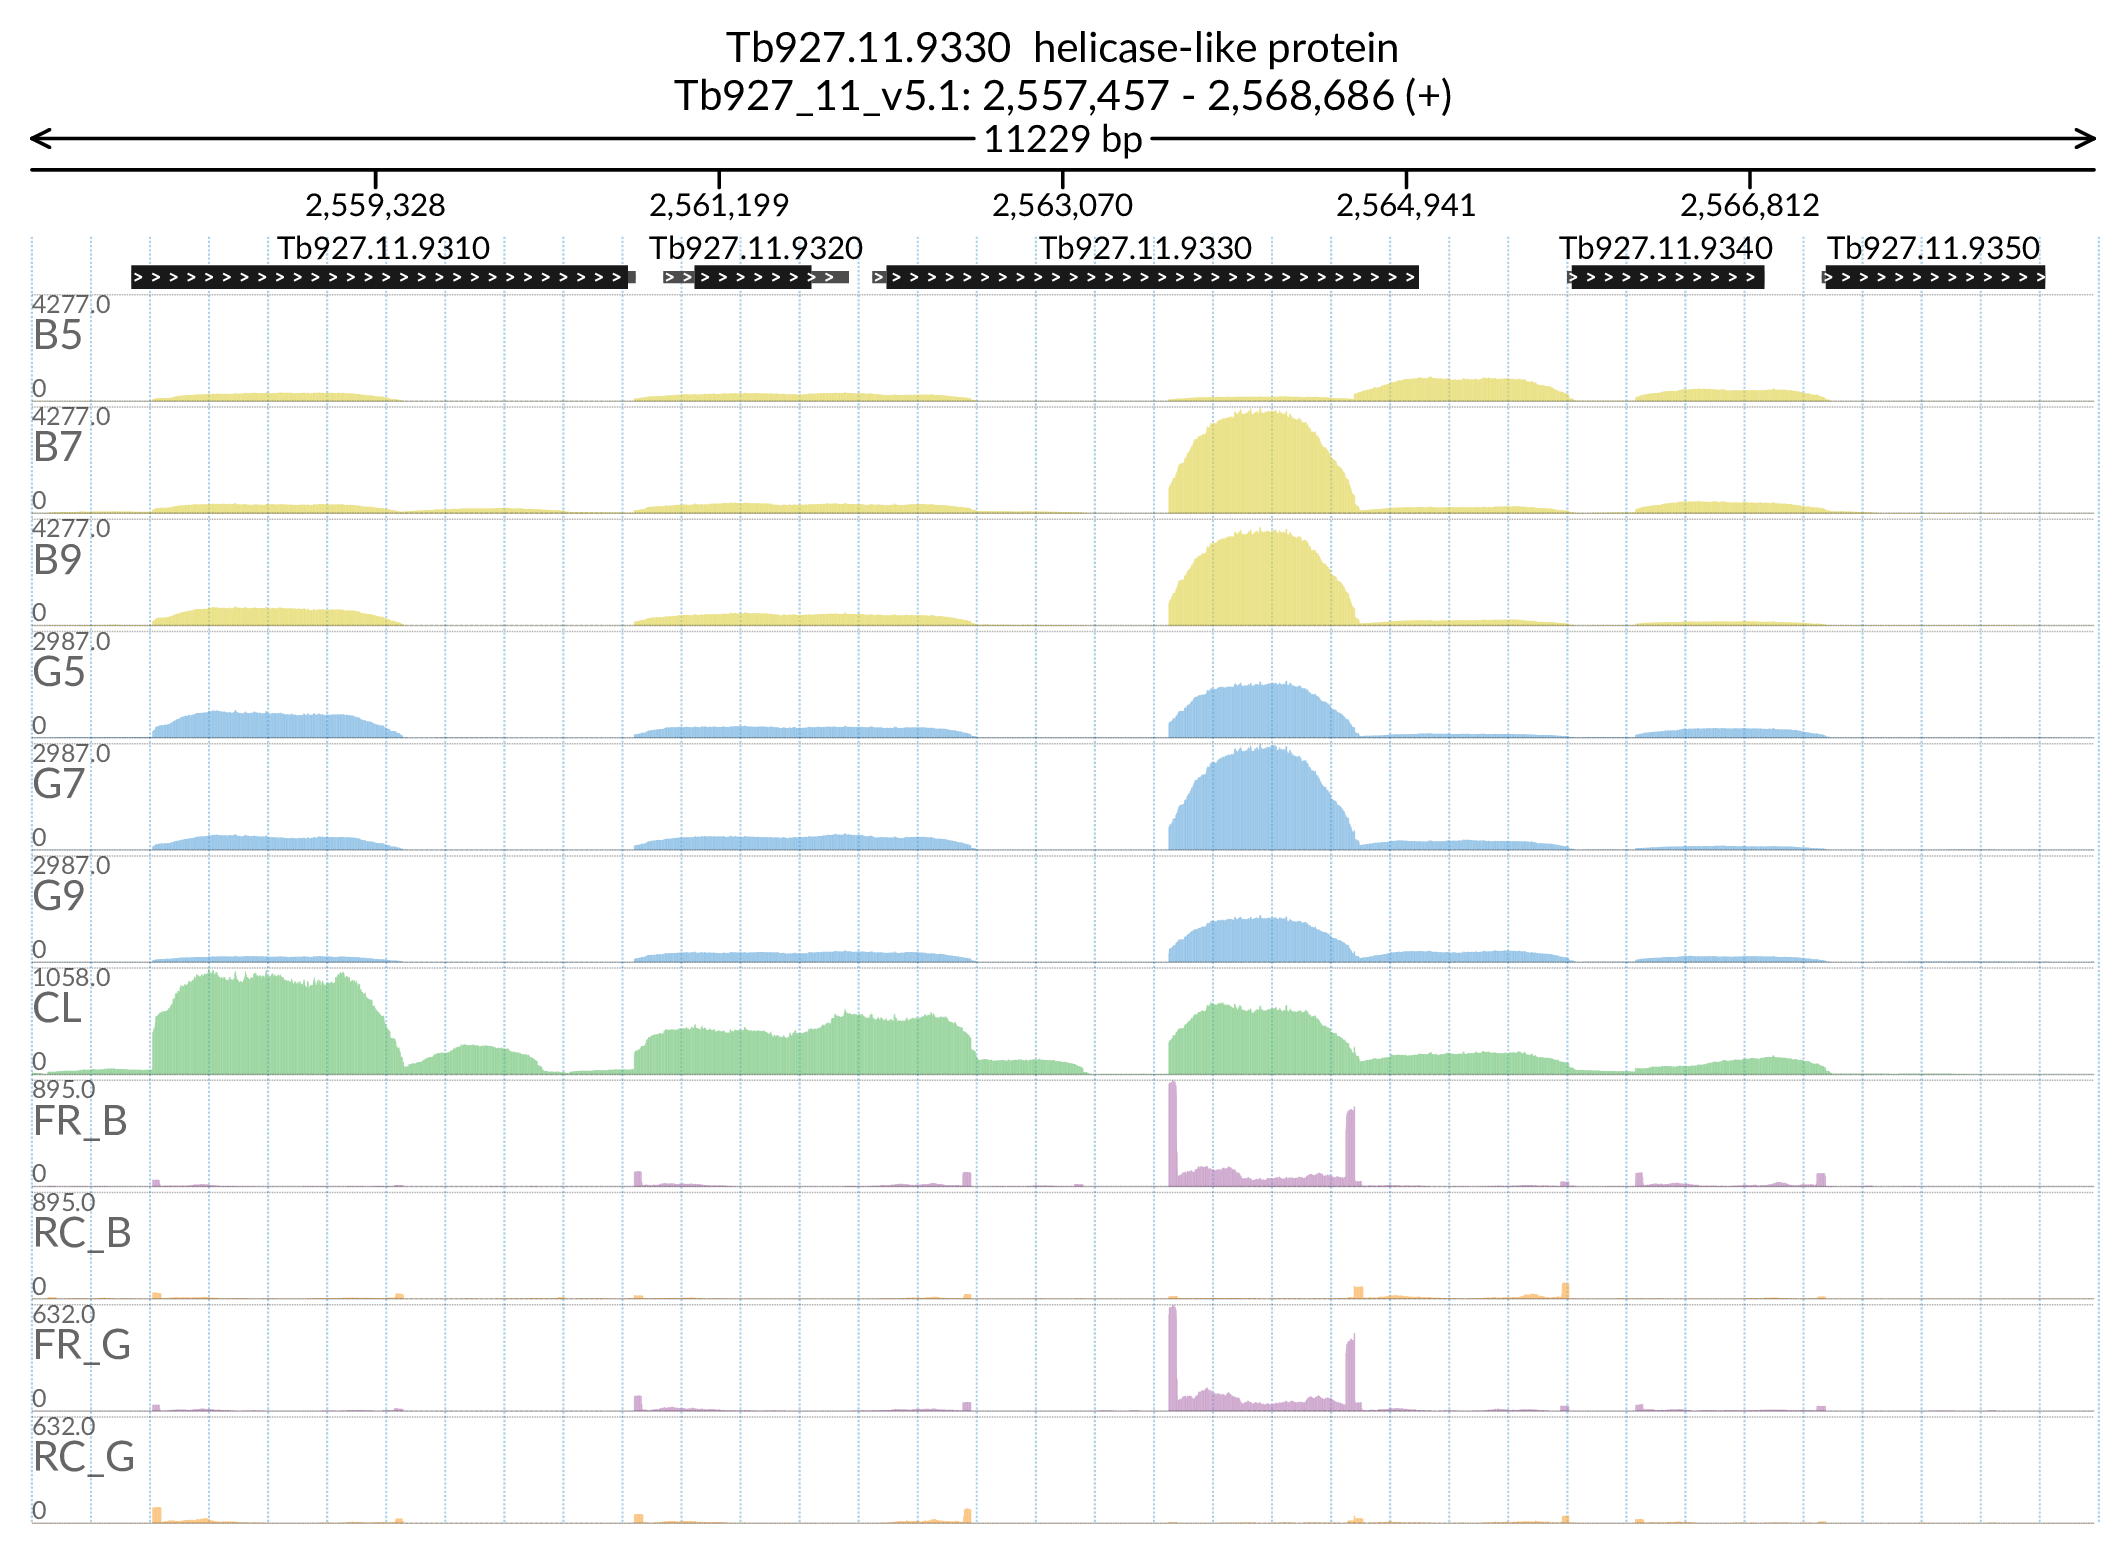 Tb927.11.9330 helicase-like protein
Tb927_11_v5.1: 2,557,457 - 2,568,686 (+)
11229 bp
2,559,328 2,561,199 2,563,070 2,564,941 2,566,812
Tb927.11.9310 Tb927.11.9320 Tb927.11.9330 Tb927.11.9340 Tb927.11.9350
4277.0
B5
0
4277.0
B7
0
4277.0
B9
0
2987.0
G5
0
2987.0
G7
0
2987.0
G9
0
1058.0
CL
0
895.0
FR_B
0
895.0
RC_B
0
632.0
FR_G
0
632.0
RC_G
0